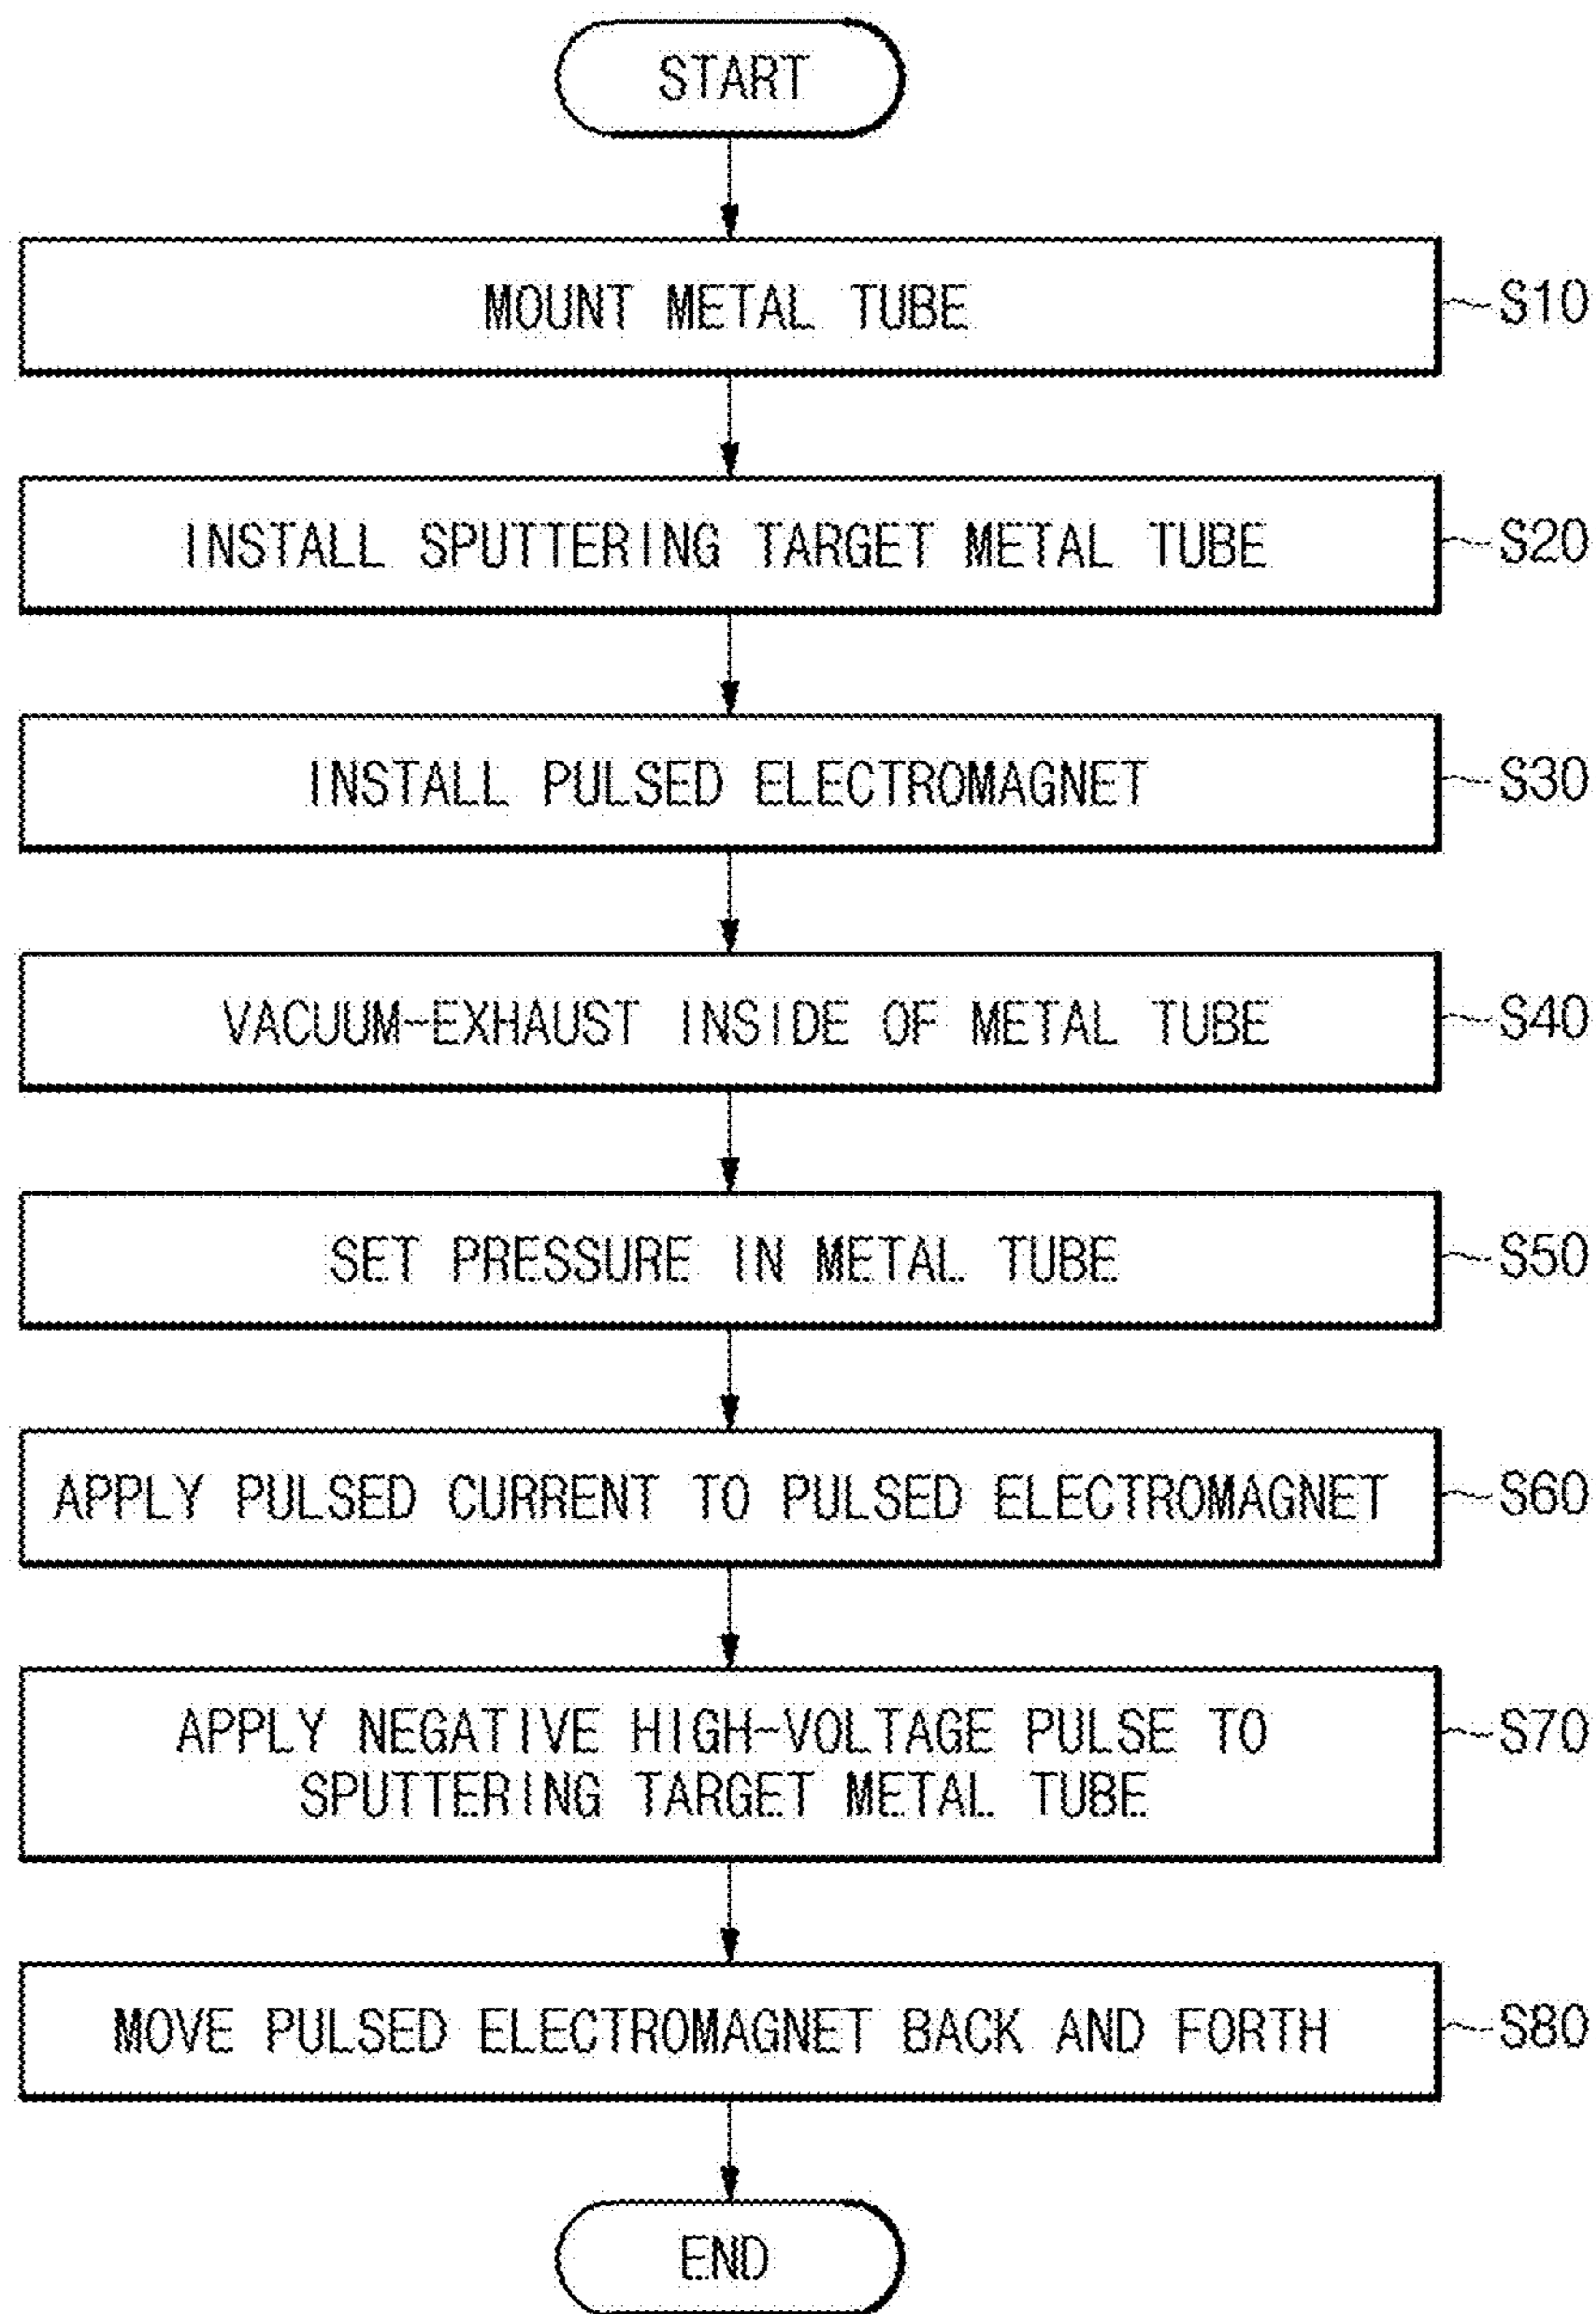 START
MOUNT METAL TUBE
S10
INSTALL SPUTTERING TARGET METAL TUBE
S20
INSTALL PULSED ELECTROMAGNET
S30
VACUUM-EXHAUST INSIDE OF METAL TUBE
S40
SET PRESSURE IN METAL TUBE
S50
APPLY PULSED CURRENT TO PULSED ELECTROMAGNET
S60
APPLY NEGATIVE HIGH-VOLTAGE PULSE TO
SPUTTERING TARGET METAL TUBE
S70
MOVE PULSED ELECTROMAGNET BACK AND FORTH
S80
END